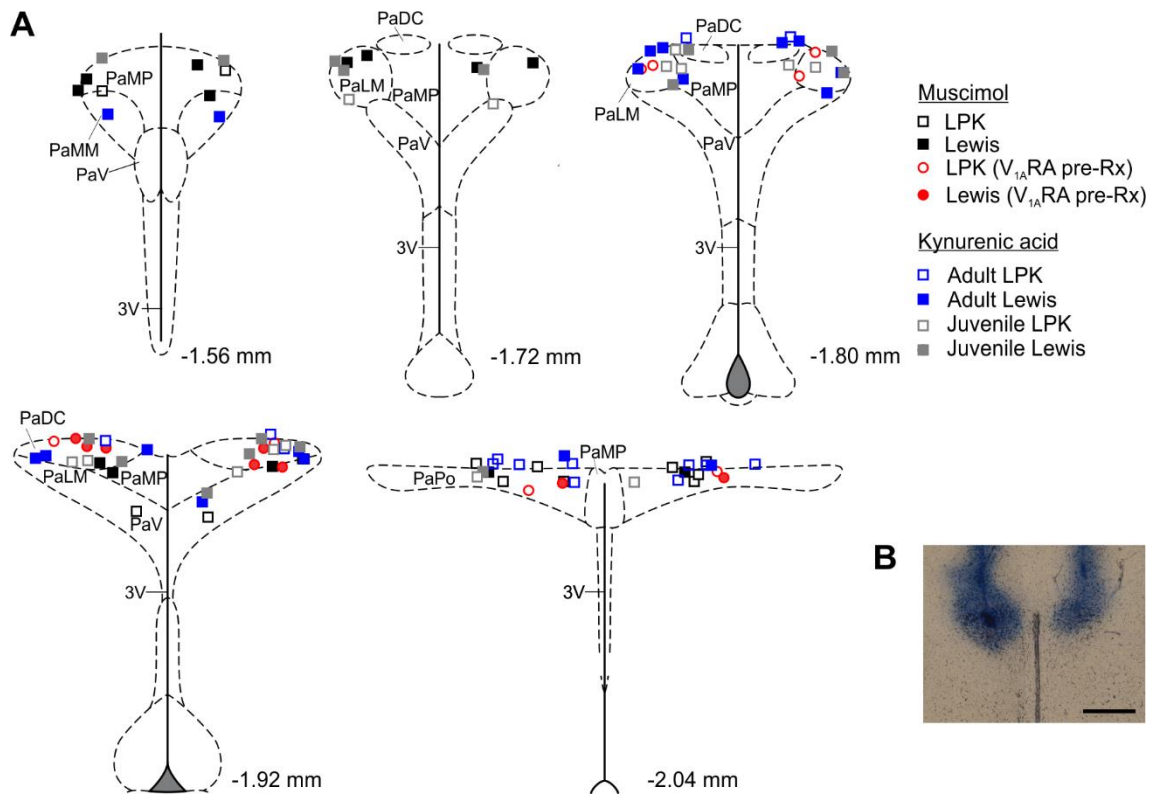 A
PaMP
PaMM
PaV
3V
-1.56 mm
PaDC
PaLM
PaMP
PaV
3V
-1.72 mm
PaDC
PaLM
PaMP
PaV
3V
-1.80 mm
Muscimol
LPK
Lewis
LPK (V1ARA pre-Rx)
Lewis (V1ARA pre-Rx)
Kynurenic acid
Adult LPK
Adult Lewis
Juvenile LPK
Juvenile Lewis
PaDC
PaLM
PaMP
PaV
3V
-1.92 mm
PaMP
PaPo
3V
-2.04 mm
B